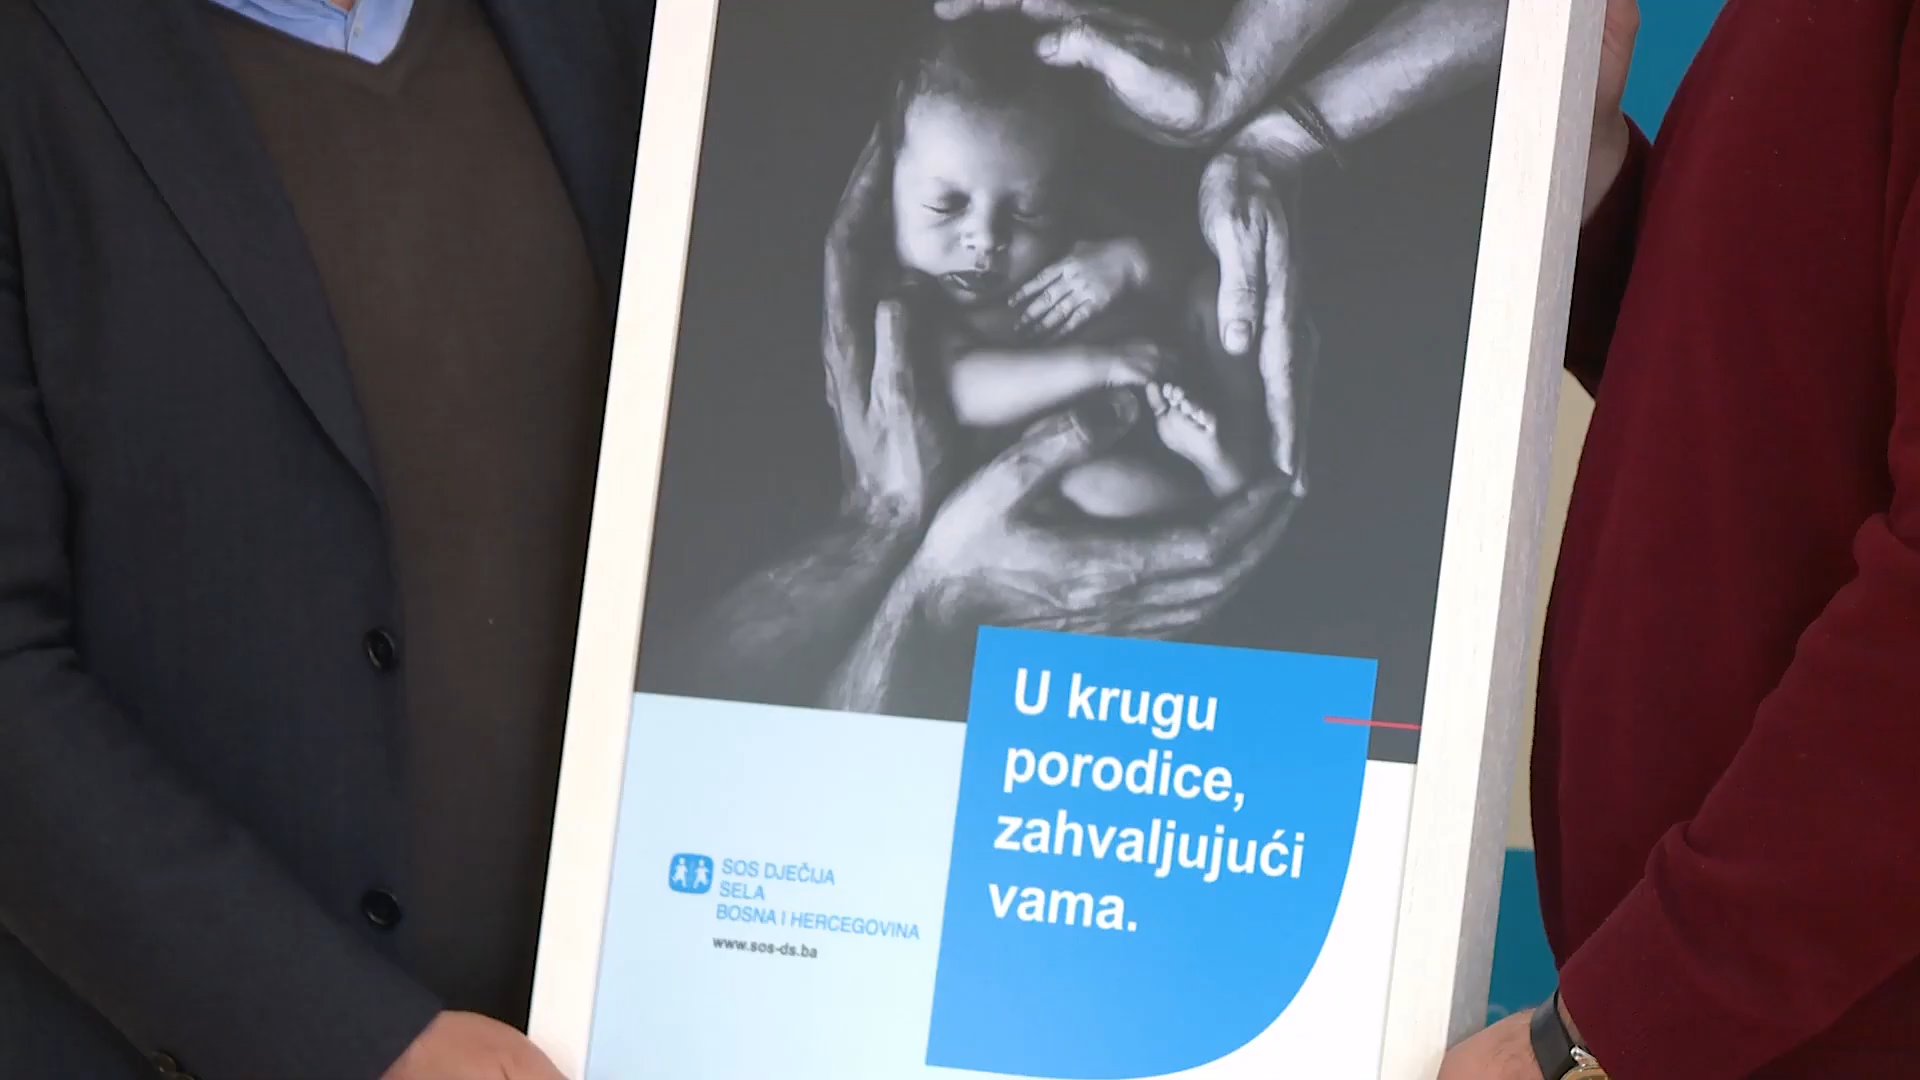 U krugu
porodice,
zahvaljujući
vama.
SOS DJEČIJA
SELA
BOSNA I HERCEGOVINA
www.sos-ds.ba